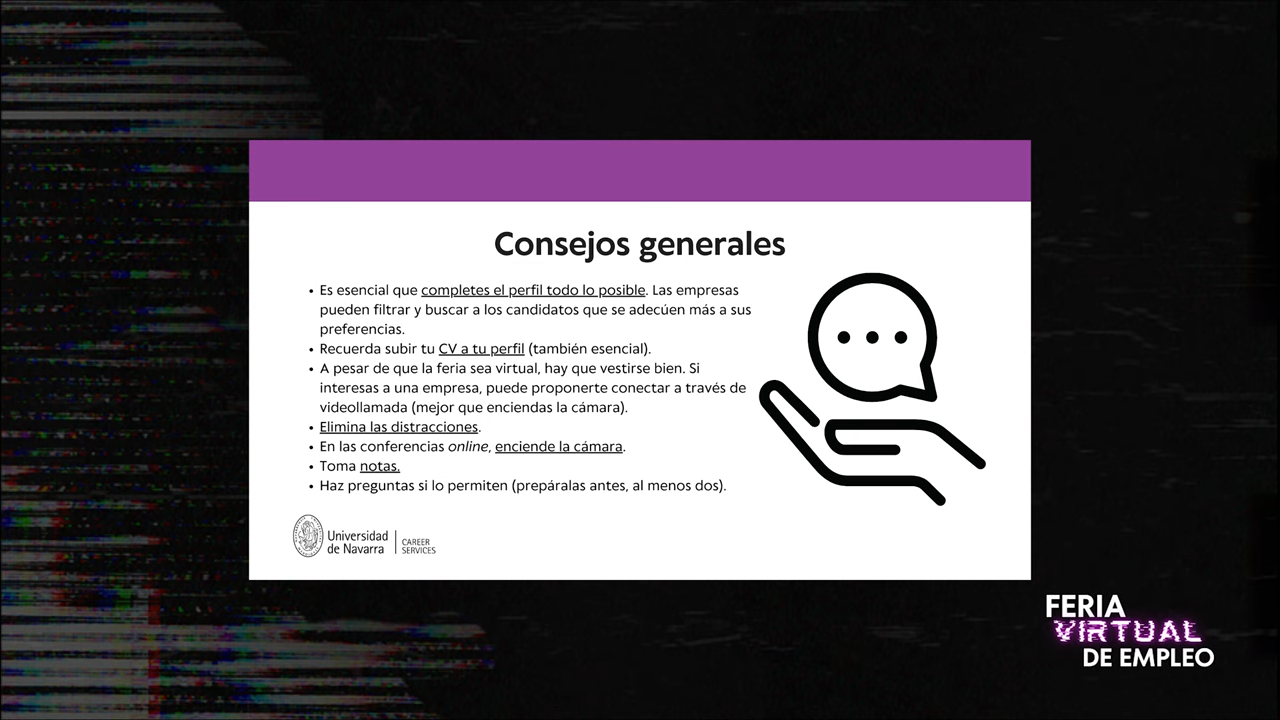 Consejos generales
• Es esencial que completes el perfil todo lo posible. Las empresas
pueden filtrar y buscar a los candidatos que se adecúen más a sus
preferencias.
• Recuerda subir tu CV a tu perfil (también esencial).
• A pesar de que la feria sea virtual, hay que vestirse bien. Si
interesas a una empresa, puede proponerte conectar a través de
videollamada (mejor que enciendas la cámara).
• Elimina las distracciones.
• En las conferencias online, enciende la cámara.
• Toma notas.
• Haz preguntas si lo permiten (prepáralas antes, al menos dos).
Universidad
de Navarra
CAREER
SERVICES
FERIA
VIRTUAL
DE EMPLEO